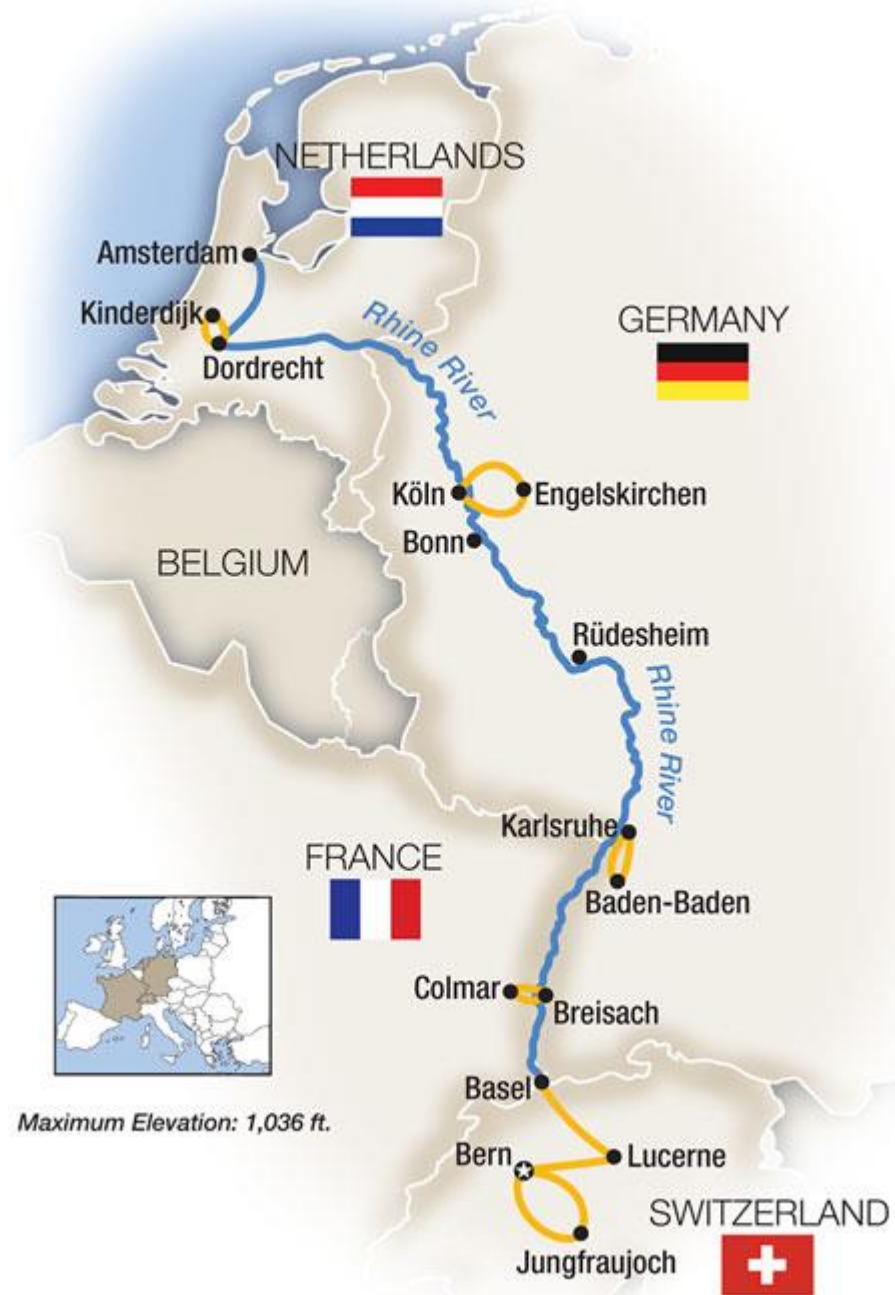 NETHERLANDS
Amsterdam
Kinderdijk
Dordrecht
Rhine River
GERMANY
Köln
Engelskirchen
Bonn
BELGIUM
Rüdesheim
Rhine River
Karlsruhe
FRANCE
Baden-Baden
Colmar
Breisach
Basel
Maximum Elevation: 1,036 ft.
Bern
Lucerne
SWITZERLAND
Jungfraujoch